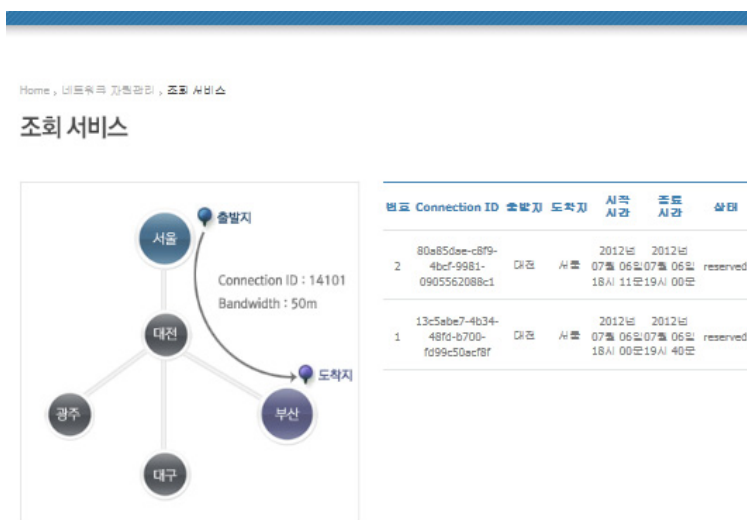 Home , 네트워크 자원관리 , 조회 서비스
조회 서비스
출발지
서울
Connection ID : 14101
Bandwidth : 50m
대전
도착지
광주
부산
대구
번호 Connection ID 출발지 도착지 시작 시간 종료 시간 상태
80a85dae-c8f9- 2012년 2012년
2 4bcf-9981- 대전 서울 07월 06일 07월 06일 reserved
0905562088c1 18시 11분 19시 00분
13c5abe7-4b34- 2012년 2012년
1 48fd-b700- 대전 서울 07월 06일 07월 06일 reserved
fd99c50acf8f 18시 00분 19시 40분